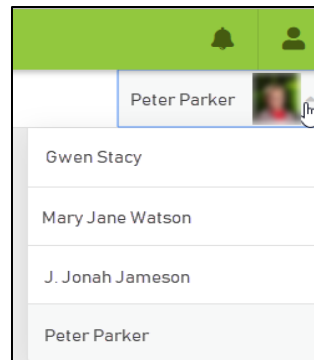 Peter Parker
Gwen Stacy
Mary Jane Watson
J. Jonah Jameson
Peter Parker